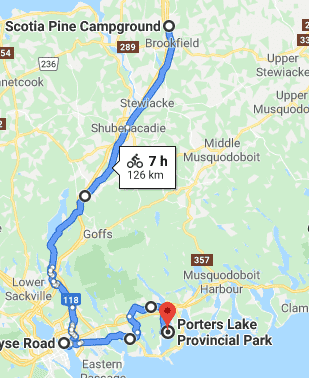 Scotia Pine Campground
289
Brookfield
236
Upper
Stewiacke
netcook
Stewiacke
Upper
Musquodoboit
Shubenacadie
7 h
126 km
Middle
Musquodoboit
Goffs
357
Lower
Sackville
118
Musquodoboit
Harbour
Clam
yse Road
Porters Lake
Provincial Park
Eastern
Passage